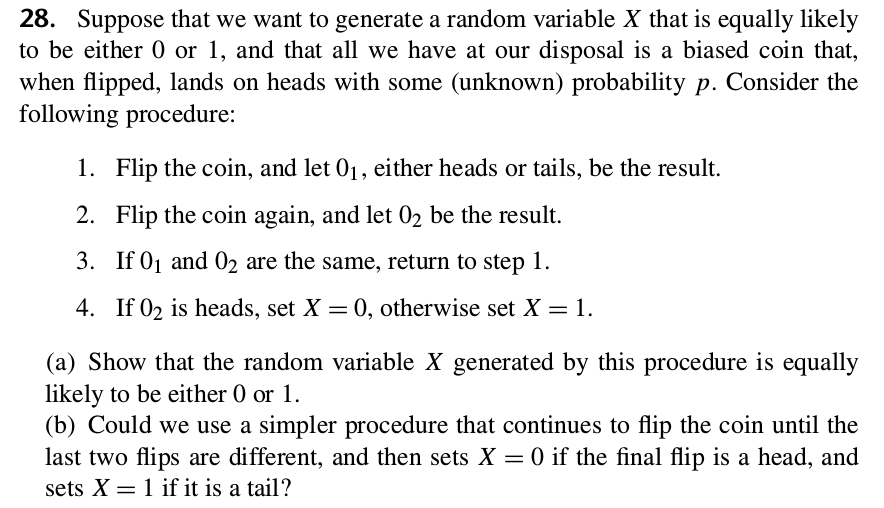 28. Suppose that we want to generate a random variable X that is equally likely
to be either 0 or 1, and that all we have at our disposal is a biased coin that,
when flipped, lands on heads with some (unknown) probability p. Consider the
following procedure:
1. Flip the coin, and let 0₁, either heads or tails, be the result.
2. Flip the coin again, and let 0₂ be the result.
3. If 0₁ and 0₂ are the same, return to step 1.
4. If 0₂ is heads, set X = 0, otherwise set X = 1.
(a) Show that the random variable X generated by this procedure is equally
likely to be either 0 or 1.
(b) Could we use a simpler procedure that continues to flip the coin until the
last two flips are different, and then sets X = 0 if the final flip is a head, and
sets X = 1 if it is a tail?